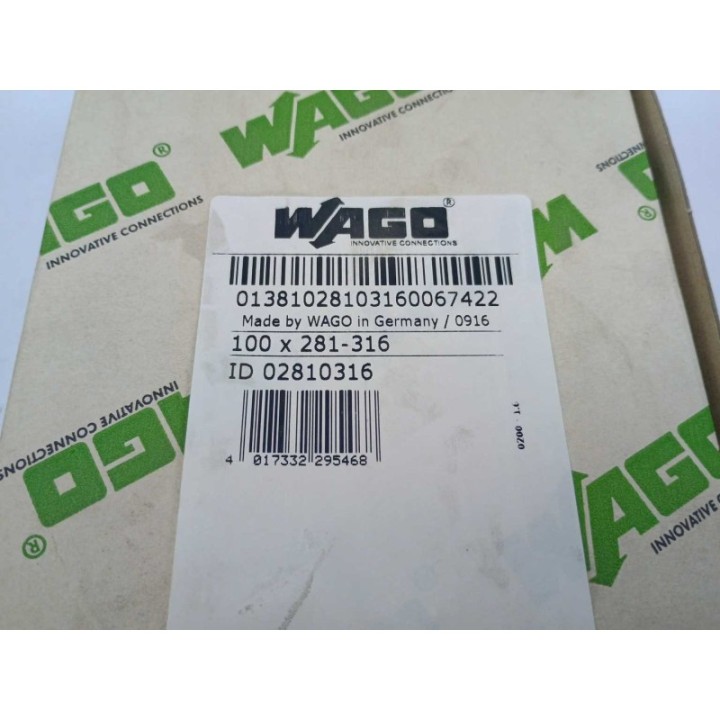 WAGO®
INNOVATIVE CONNECTIONS
WAGO®
INNOVATIVE CONNECTIONS
WAGO®
INNOVATIVE CONNECTIONS
01381028103160067422
Made by WAGO in Germany / 0916
100 x 281-316
ID 02810316
4 017332 295468
WAGO®
INNOVATIVE CONNECTIONS
WAGO
INNOVATIVE CONNECTIONS
CONNECTIONS